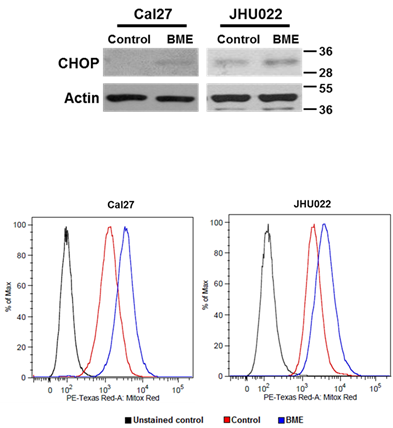 Cal27 JHU022
Control BME Control BME
CHOP
36
28
Actin
55
36
Cal27 JHU022
% of Max
100
80
60
40
20
0
0 10² 10³ 10⁴ 10⁵
PE-Texas Red-A: Mitox Red
% of Max
100
80
60
40
20
0
0 10² 10³ 10⁴ 10⁵
PE-Texas Red-A: Mitox Red
Unstained control Control BME